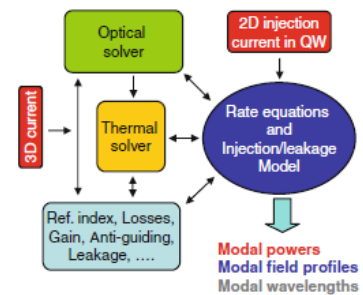 Optical
solver
2D injection
current in QW
3D current
Thermal
solver
Rate equations
and
Injection/leakage
Model
Ref. index, Losses,
Gain, Anti-guiding,
Leakage, ....
Modal powers
Modal field profiles
Modal wavelengths